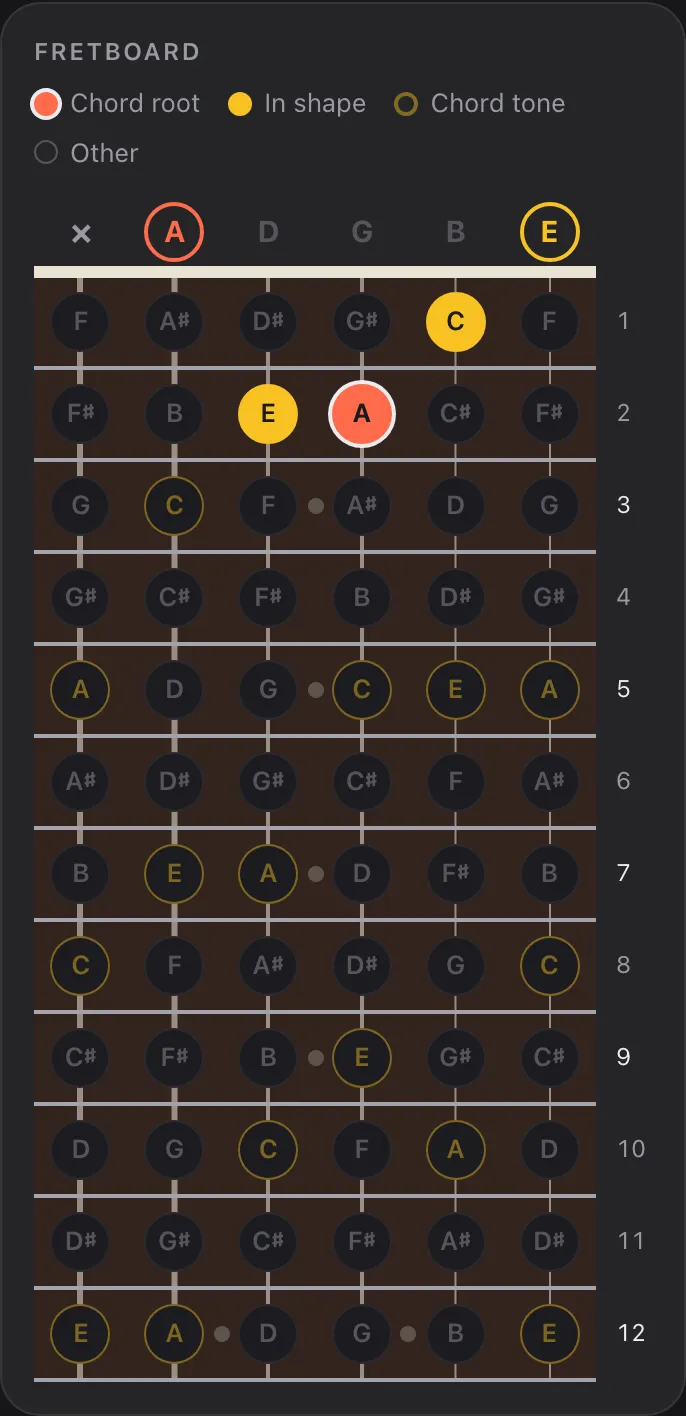 FRETBOARD
Chord root In shape Chord tone
Other
× A D G B E
F A♯ D♯ G♯ C F 1
F♯ B E A C♯ F♯ 2
G C F A♯ D G 3
G♯ C♯ F♯ B D♯ G♯ 4
A D G C E A 5
A♯ D♯ G♯ C♯ F A♯ 6
B E A D F♯ B 7
C F A♯ D♯ G C 8
C♯ F♯ B E G♯ C♯ 9
D G C F A D 10
D♯ G♯ C♯ F♯ A♯ D♯ 11
E A D G B E 12